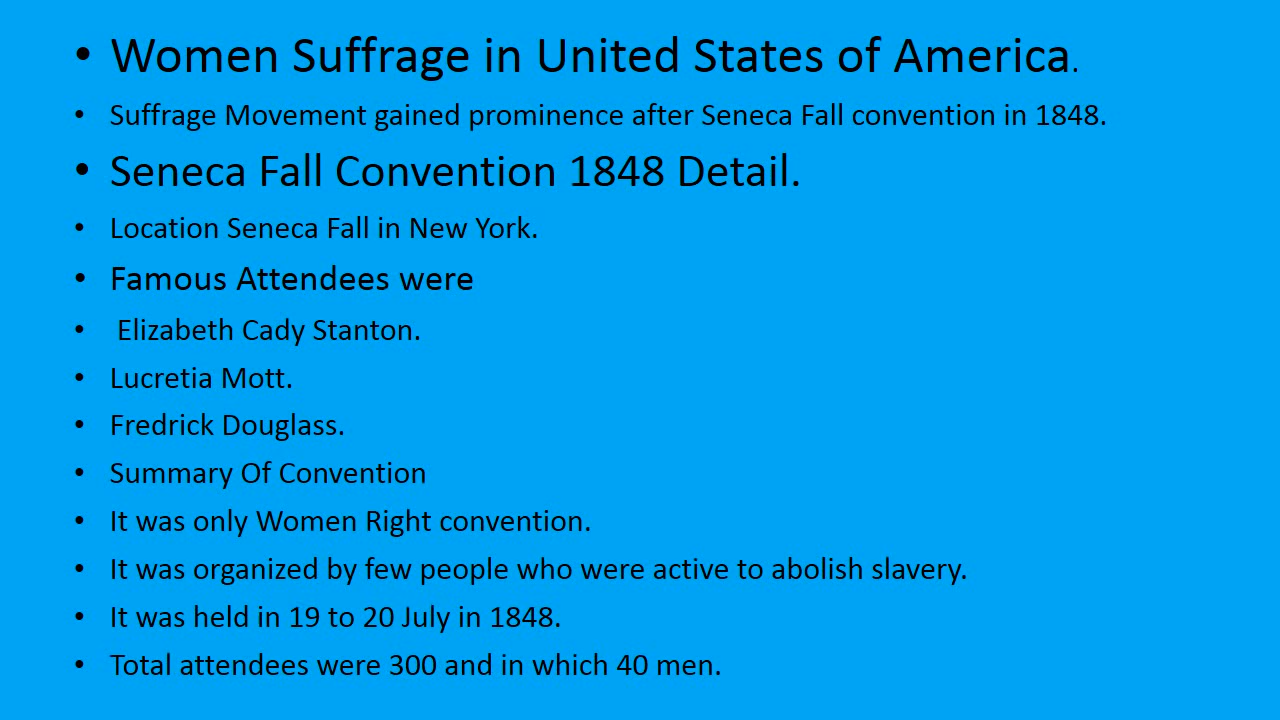 • Women Suffrage in United States of America.
• Suffrage Movement gained prominence after Seneca Fall convention in 1848.
• Seneca Fall Convention 1848 Detail.
• Location Seneca Fall in New York.
• Famous Attendees were
• Elizabeth Cady Stanton.
• Lucretia Mott.
• Fredrick Douglass.
• Summary Of Convention
• It was only Women Right convention.
• It was organized by few people who were active to abolish slavery.
• It was held in 19 to 20 July in 1848.
• Total attendees were 300 and in which 40 men.